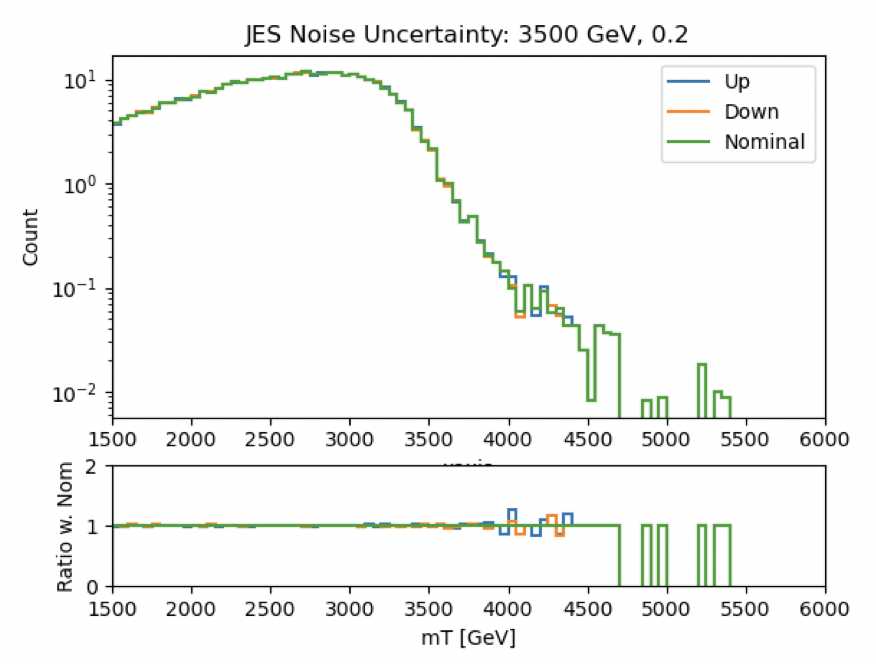 JES Noise Uncertainty: 3500 GeV, 0.2
10¹
10⁰
10⁻¹
10⁻²
Count
Up
Down
Nominal
1500 2000 2500 3000 3500 4000 4500 5000 5500 6000
2
1
0
Ratio w. Nom
1500 2000 2500 3000 3500 4000 4500 5000 5500 6000
mT [GeV]